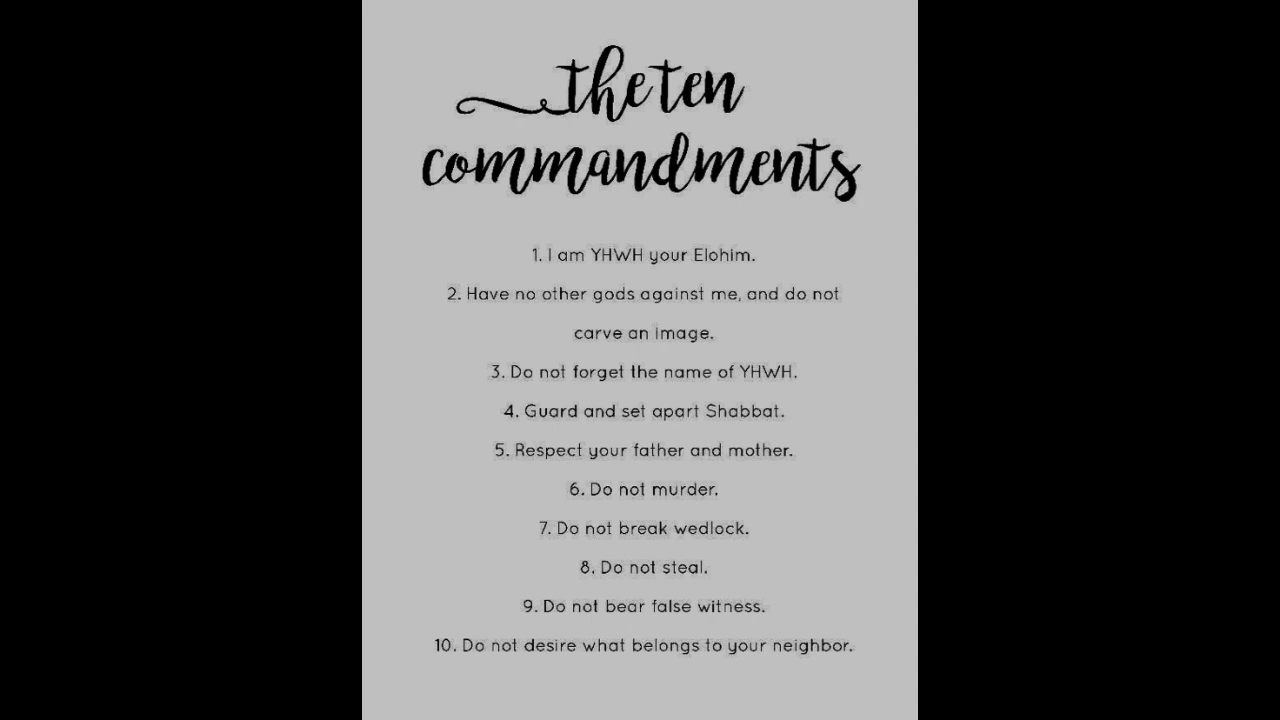 the ten
commandments
1. I am YHWH your Elohim.
2. Have no other gods against me, and do not
carve an image.
3. Do not forget the name of YHWH.
4. Guard and set apart Shabbat.
5. Respect your father and mother.
6. Do not murder.
7. Do not break wedlock.
8. Do not steal.
9. Do not bear false witness.
10. Do not desire what belongs to your neighbor.